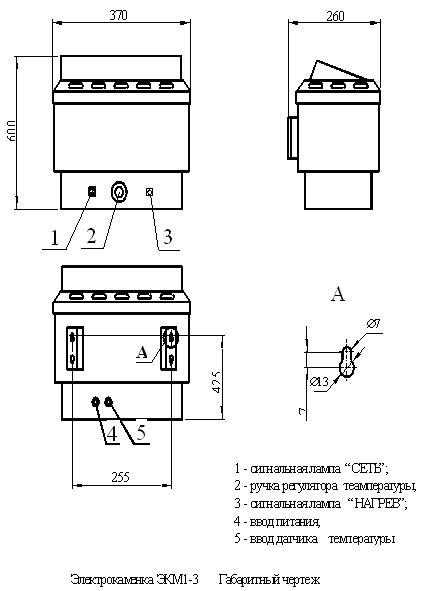 370
260
600
1
2
3
A
A
Ø7
Ø13
7
425
4
5
255
1 - сигнальная лампа “СЕТЬ”;
2 - ручка регулятора теампературы,
3 - сигнальная лампа “НАГРЕВ”;
4 - ввод питания,
5 - ввод датчика температуры
Электрокаменка ЭКМ1-3 Габаритный чертеж